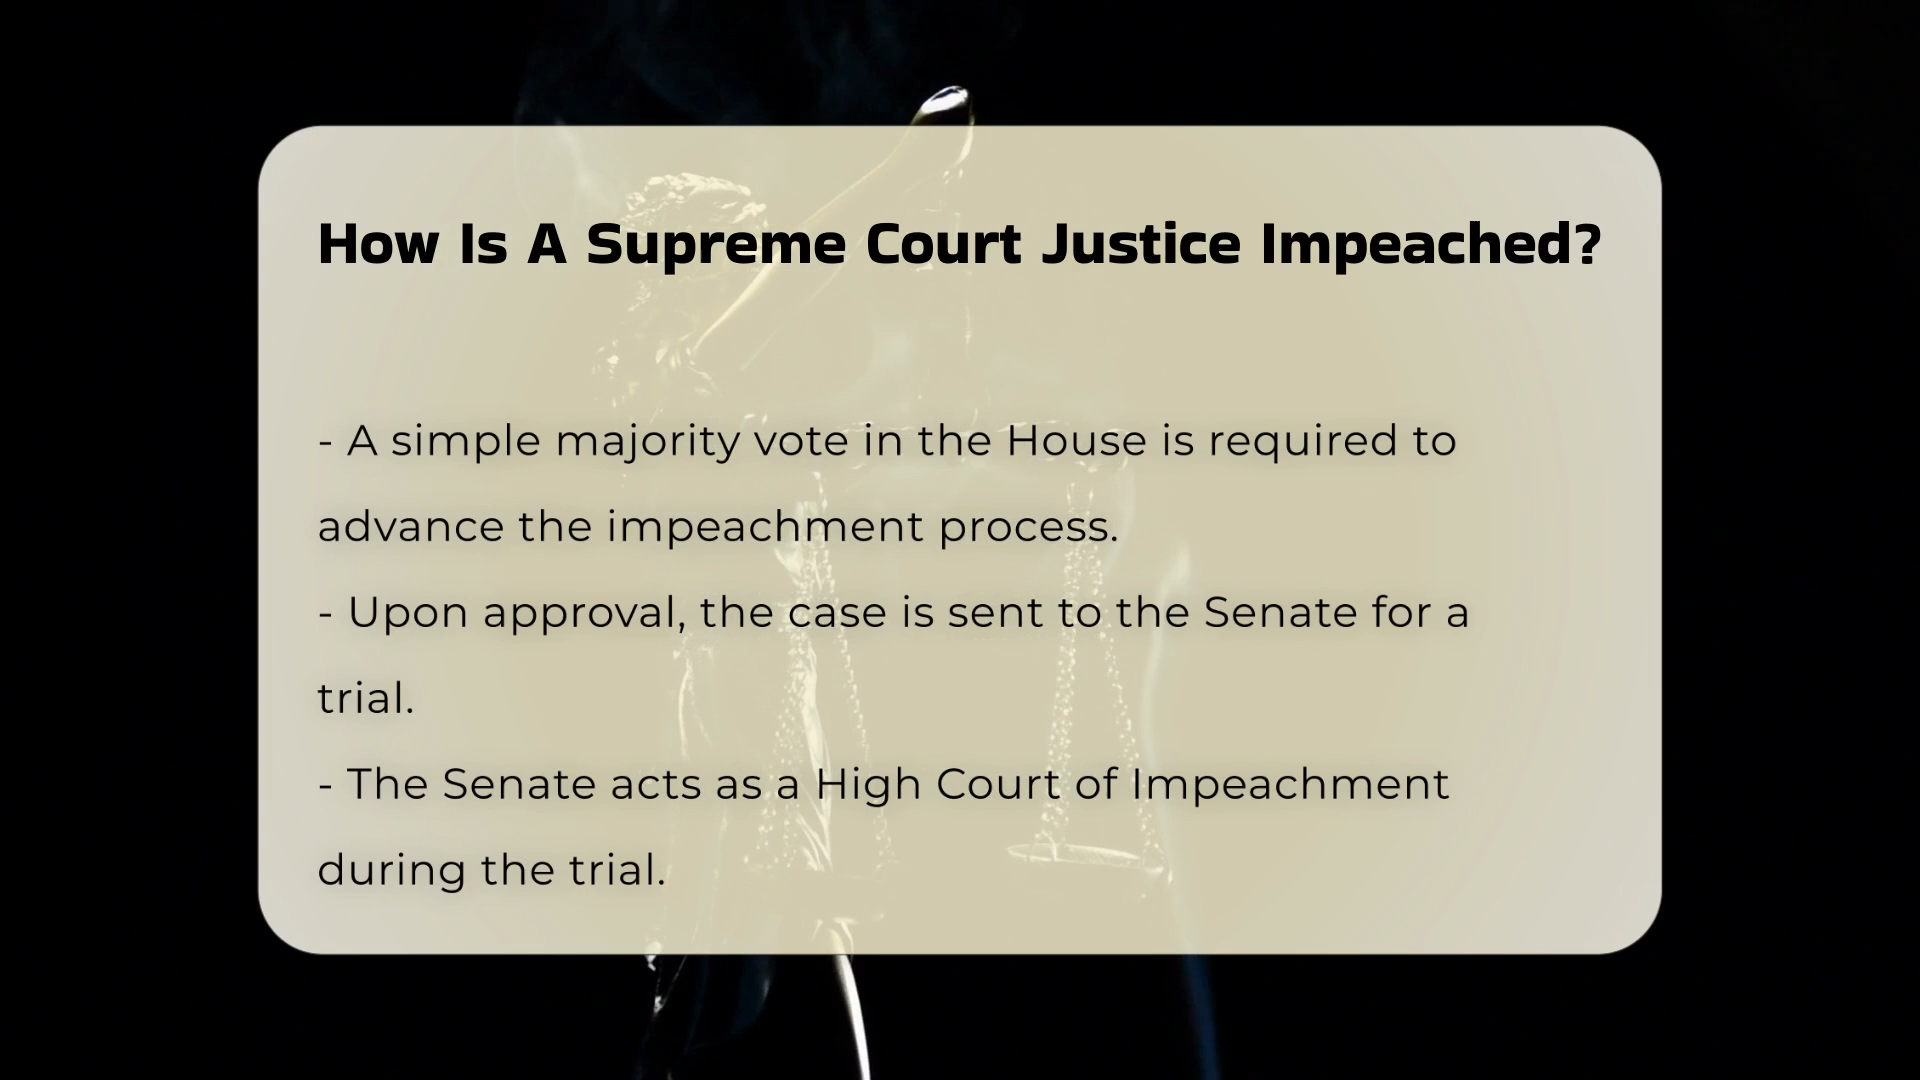 How Is A Supreme Court Justice Impeached?
- A simple majority vote in the House is required to
advance the impeachment process.
- Upon approval, the case is sent to the Senate for a
trial.
- The Senate acts as a High Court of Impeachment
during the trial.